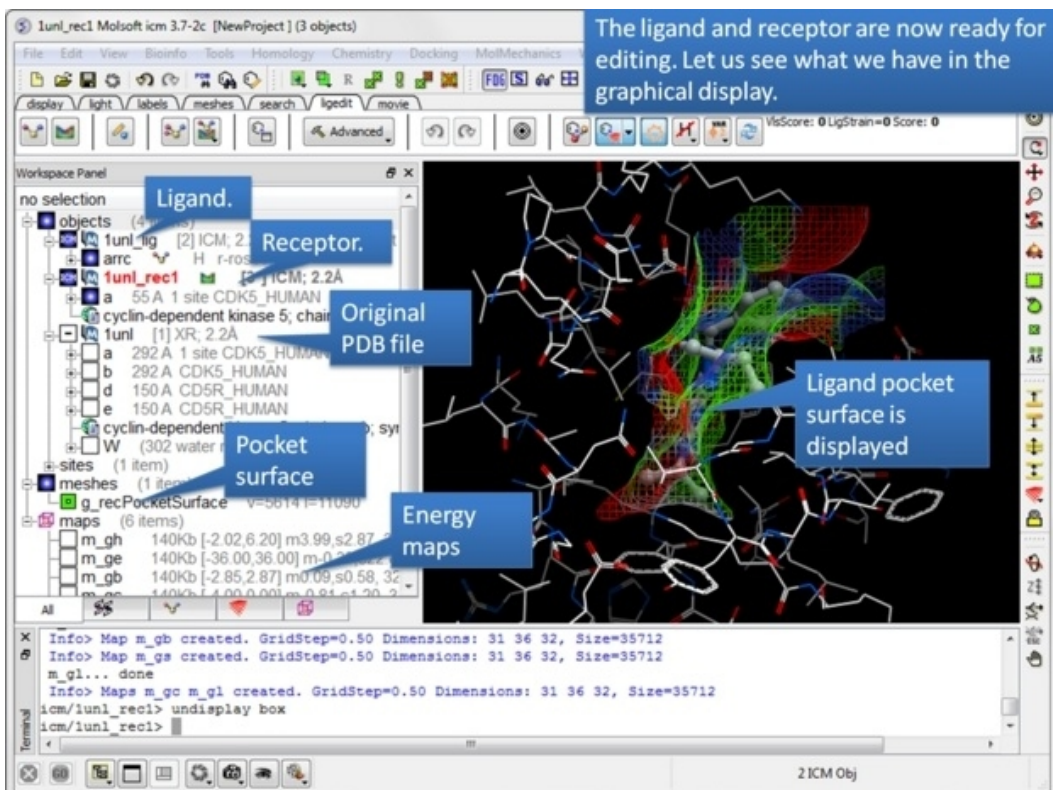 1unl_rec1 Molsoft icm 3.7-2c [NewProject] (3 objects)
The ligand and receptor are now ready for
editing. Let us see what we have in the
graphical display.
File Edit View Bioinfo Tools Homology Chemistry Docking MolMechanics
display light labels meshes search ligedit movie
Advanced
VlsScore: 0 LigStrain=0 Score: 0
Workspace Panel
no selection
Ligand.
objects
1unl_lig [2] ICM;
arrc H
Receptor.
1unl_rec1 ICM; 2.2Å
a 55 A 1 site CDK5_HUMAN
cyclin-dependent kinase 5;
Original
PDB file
1unl [1] XR; 2.2Å
a 292 A 1 site CDK5_HUMAN
b 292 A CDK5_HUMAN
d 150 A CD5R_HUMAN
e 150 A CD5R_HUMAN
cyclin-dependent
W (302 water
sites (1 item)
Pocket
surface
Ligand pocket
surface is
displayed
meshes
g_recPocketSurface
Energy
maps
maps (6 items)
m_gh 140Kb [-2.02,6.20] m3.99,s2.87,
m_ge 140Kb [-36.00,36.00]
m_gb 140Kb [-2.85,2.87] m0.09,s0.58, 32
All
Info> Map m_gb created. GridStep=0.50 Dimensions: 31 36 32, Size=35712
Info> Map m_gs created. GridStep=0.50 Dimensions: 31 36 32, Size=35712
m_gl... done
Info> Maps m_gc m_gl created. GridStep=0.50 Dimensions: 31 36 32, Size=35712
icm/1unl_rec1> undisplay box
icm/1unl_rec1>
Terminal
GO
2 ICM Obj